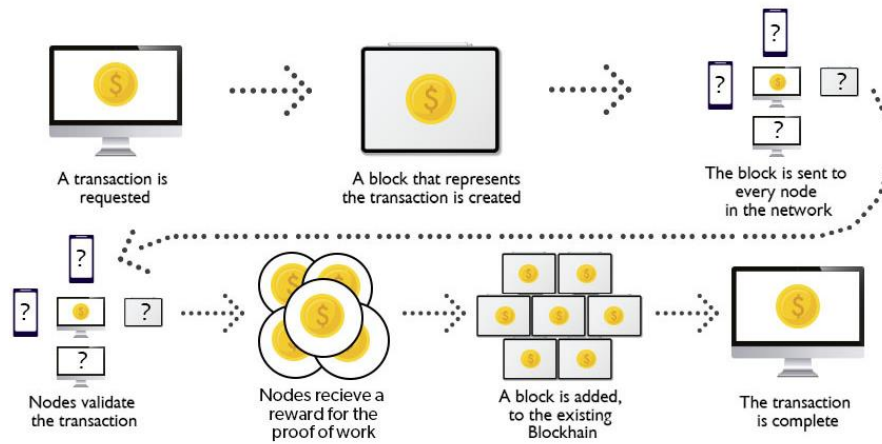 $
A transaction is
requested
$
A block that represents
the transaction is created
?
?
$
?
?
The block is sent to
every node
in the network
?
?
$
?
?
Nodes validate
the transaction
$
$
$
$
$
Nodes recieve a
reward for the
proof of work
$
$
$
$
$
$
$
A block is added,
to the existing
Blockhain
$
The transaction
is complete